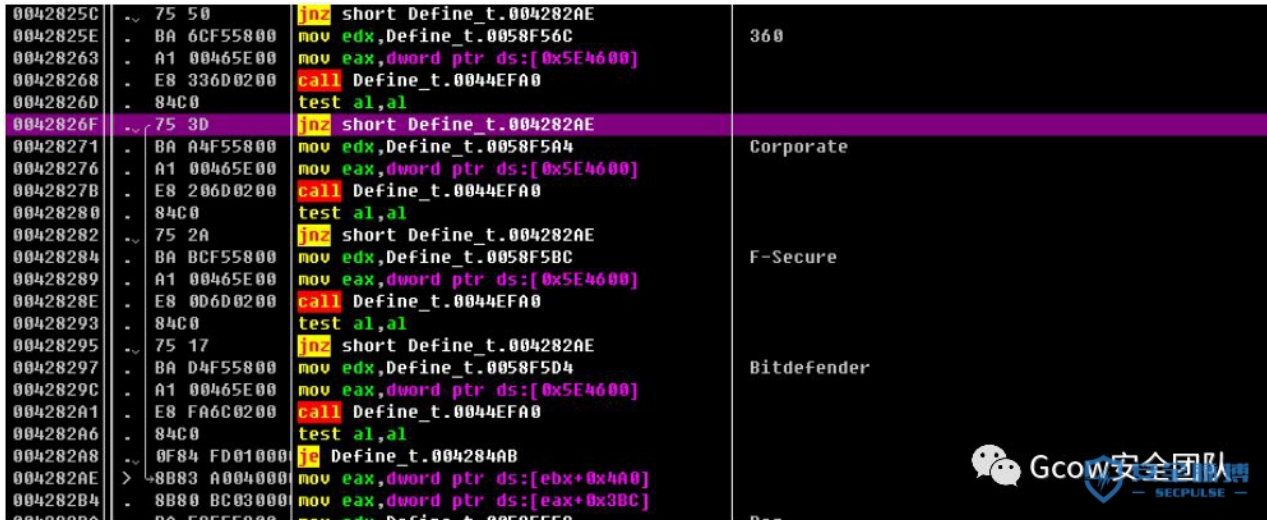 0042825C . 75 50 jnz short Define_t.004282AE
0042825E . BA 6CF55800 mov edx,Define_t.0058F56C 360
00428263 . A1 00465E00 mov eax,dword ptr ds:[0x5E4600]
00428268 . E8 336D0200 call Define_t.0044EFA0
0042826D . 84C0 test al,al
0042826F . 75 3D jnz short Define_t.004282AE
00428271 . BA A4F55800 mov edx,Define_t.0058F5A4 Corporate
00428276 . A1 00465E00 mov eax,dword ptr ds:[0x5E4600]
0042827B . E8 206D0200 call Define_t.0044EFA0
00428280 . 84C0 test al,al
00428282 . 75 2A jnz short Define_t.004282AE
00428284 . BA BCF55800 mov edx,Define_t.0058F5BC F-Secure
00428289 . A1 00465E00 mov eax,dword ptr ds:[0x5E4600]
0042828E . E8 0D6D0200 call Define_t.0044EFA0
00428293 . 84C0 test al,al
00428295 . 75 17 jnz short Define_t.004282AE
00428297 . BA D4F55800 mov edx,Define_t.0058F5D4 Bitdefender
0042829C . A1 00465E00 mov eax,dword ptr ds:[0x5E4600]
004282A1 . E8 FA6C0200 call Define_t.0044EFA0
004282A6 . 84C0 test al,al
004282A8 . 0F84 FD01000 je Define_t.004284AB
004282AE > 8B83 A004000 mov eax,dword ptr ds:[ebx+0x4A0]
004282B4 . 8B80 BC03000 mov eax,dword ptr ds:[eax+0x3BC]
Gcow安全团队
SECPULSE